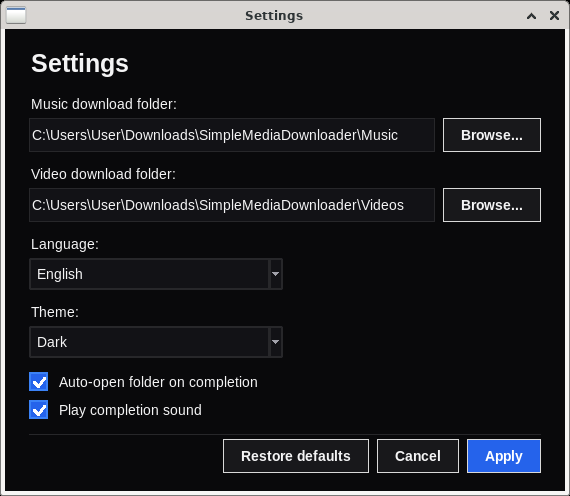 Settings
Settings
Music download folder:
C:\Users\User\Downloads\SimpleMediaDownloader\Music
Browse...
Video download folder:
C:\Users\User\Downloads\SimpleMediaDownloader\Videos
Browse...
Language:
English
Theme:
Dark
Auto-open folder on completion
Play completion sound
Restore defaults
Cancel
Apply